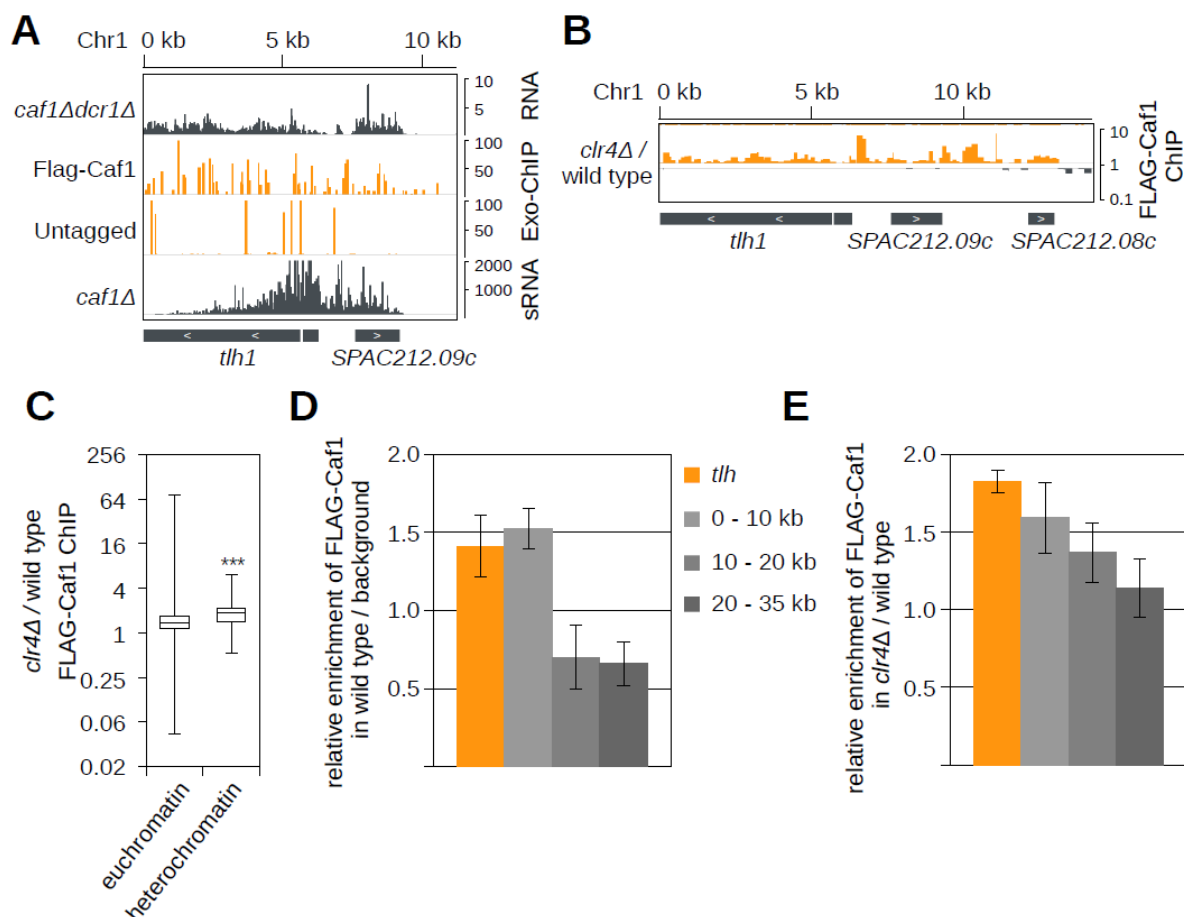 A
Chr1 0 kb 5 kb 10 kb
caf1Δdcr1Δ
10
5
RNA
Flag-Caf1
100
50
Untagged
100
50
Exo-ChIP
caf1Δ
2000
1000
sRNA
< < >
tlh1 SPAC212.09c
B
Chr1 0 kb 5 kb 10 kb
clr4Δ /
wild type
10
1
0.1
FLAG-Caf1
ChIP
< < > >
tlh1 SPAC212.09c SPAC212.08c
C
clr4Δ / wild type
FLAG-Caf1 ChIP
256
64
16
4
1
0.25
0.06
0.02
***
euchromatin
heterochromatin
D
relative enrichment of FLAG-Caf1
in wild type / background
2.0
1.5
1.0
0.5
tlh
0 - 10 kb
10 - 20 kb
20 - 35 kb
E
relative enrichment of FLAG-Caf1
in clr4Δ / wild type
2.0
1.5
1.0
0.5